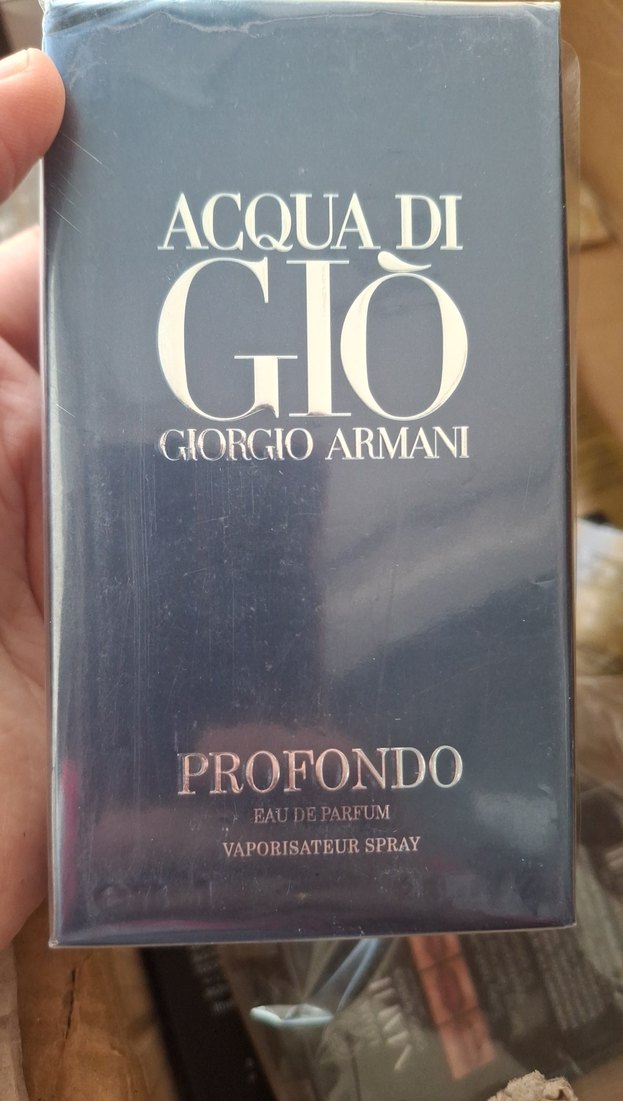 ACQUA DI
GIÒ
GIORGIO ARMANI
PROFONDO
EAU DE PARFUM
VAPORISATEUR SPRAY